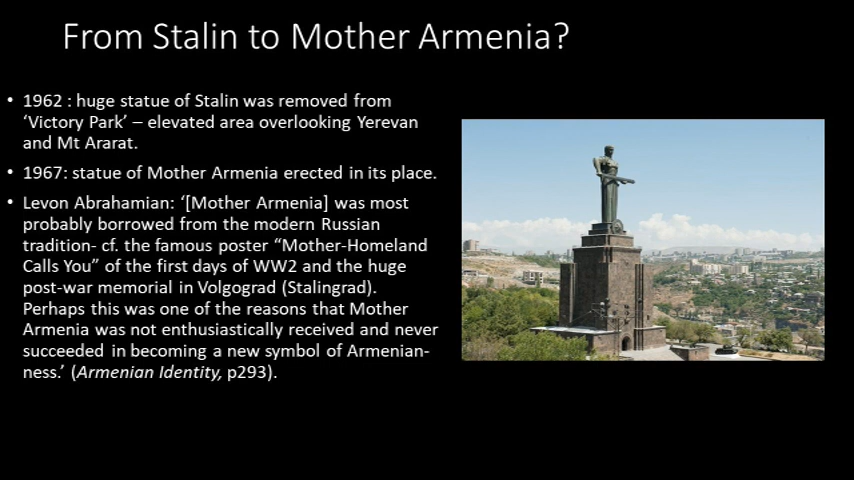 From Stalin to Mother Armenia?
• 1962 : huge statue of Stalin was removed from
‘Victory Park’ – elevated area overlooking Yerevan
and Mt Ararat.
• 1967: statue of Mother Armenia erected in its place.
• Levon Abrahamian: ‘[Mother Armenia] was most
probably borrowed from the modern Russian
tradition- cf. the famous poster “Mother-Homeland
Calls You” of the first days of WW2 and the huge
post-war memorial in Volgograd (Stalingrad).
Perhaps this was one of the reasons that Mother
Armenia was not enthusiastically received and never
succeeded in becoming a new symbol of Armenian-
ness.’ (Armenian Identity, p293).